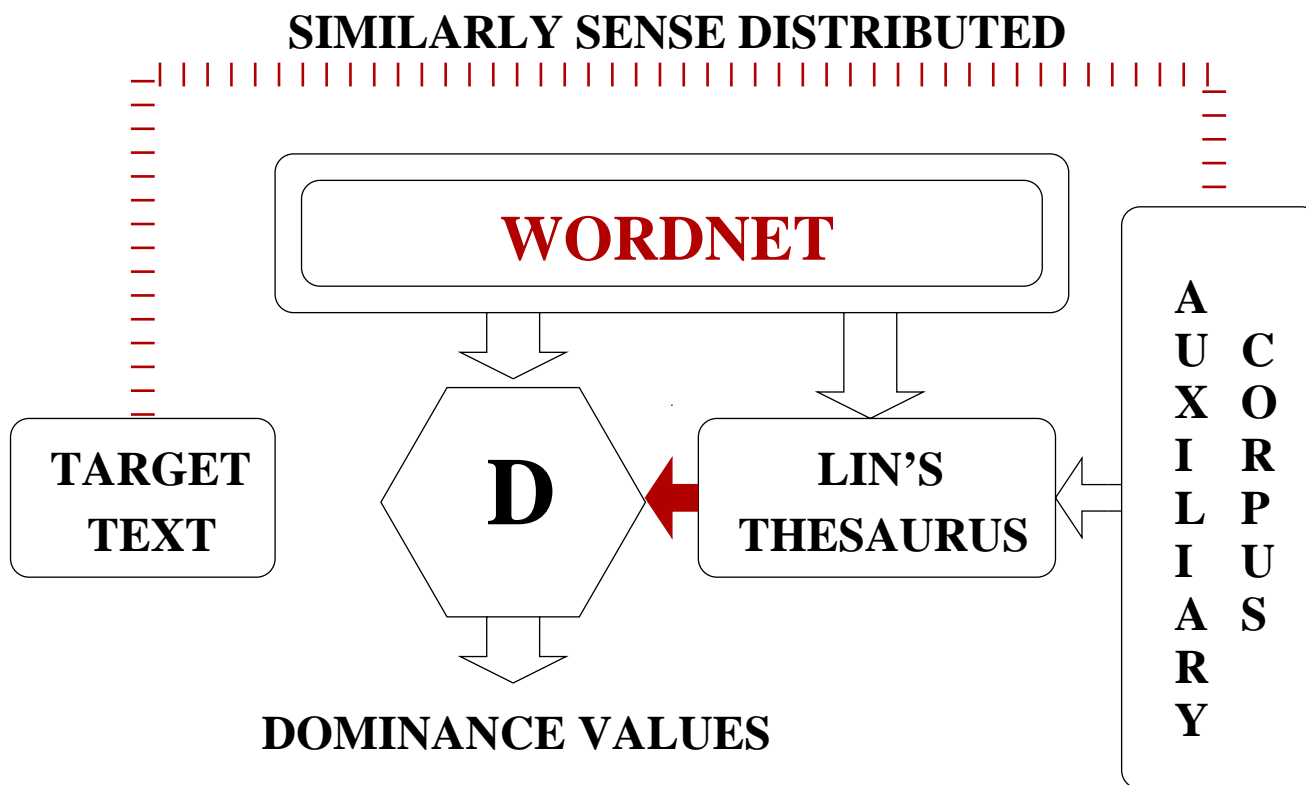 SIMILARLY SENSE DISTRIBUTED
WORDNET
TARGET
TEXT
D
LIN'S
THESAURUS
AUXILIARY
CORPUS
DOMINANCE VALUES